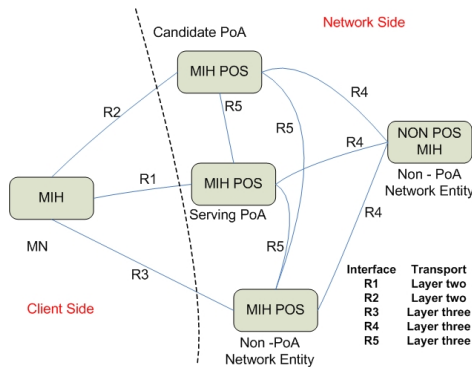 Candidate PoA
Network Side
MIH POS
R4
R2
R5
R5
R4
NON POS
MIH
Non - PoA
Network Entity
MIH
R1
MIH POS
Serving PoA
R4
MN
R5
R3
Client Side
MIH POS
Non -PoA
Network Entity
Interface Transport
R1 Layer two
R2 Layer two
R3 Layer three
R4 Layer three
R5 Layer three